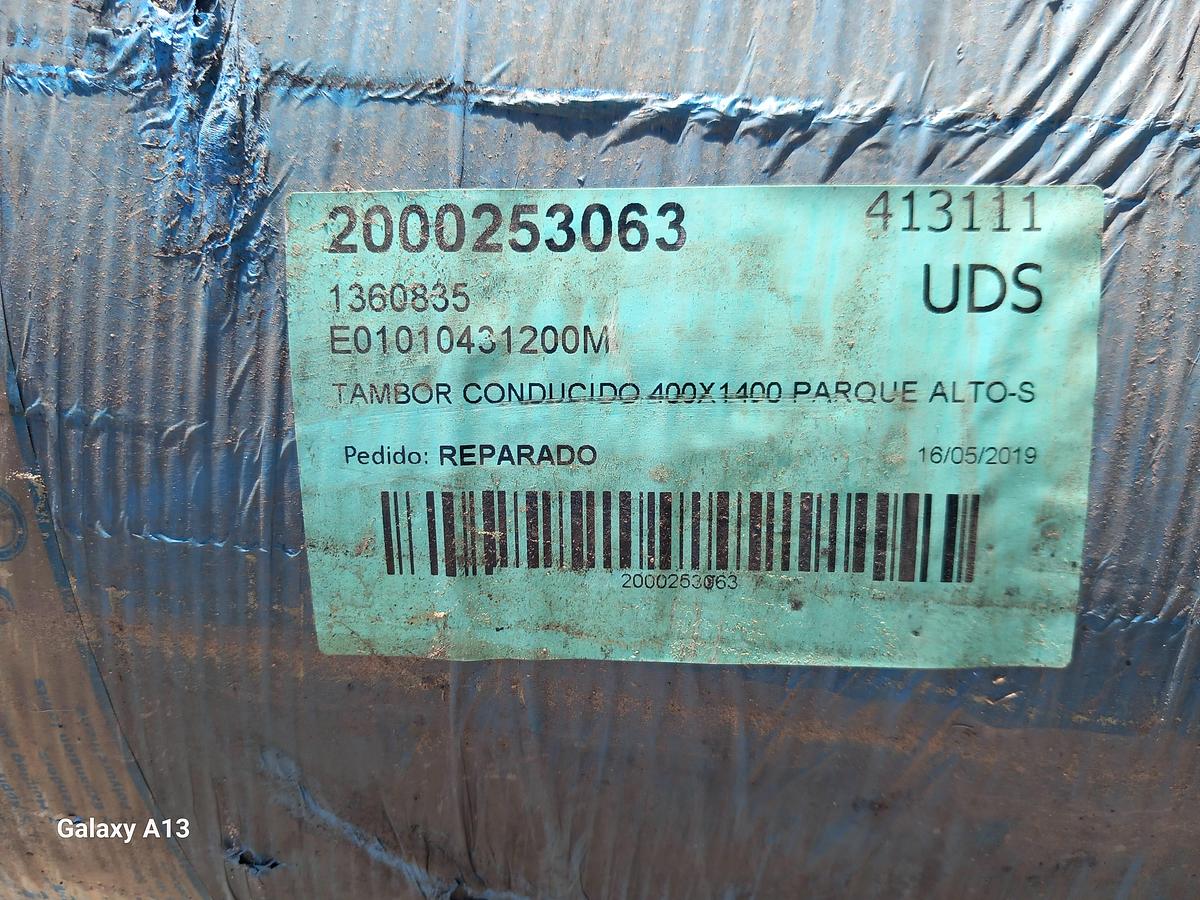 2000253063 413111
1360835 UDS
E01010431200M
TAMBOR CONDUCIDO 400X1400 PARQUE ALTO-S
Pedido: REPARADO 16/05/2019
2000253063
Galaxy A13